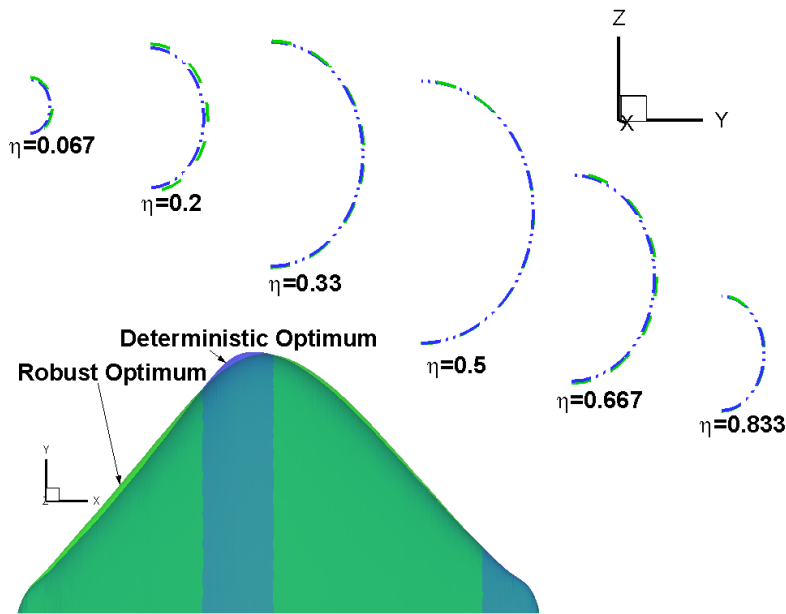 Z
X
Y
η=0.067
η=0.2
η=0.33
η=0.5
η=0.667
η=0.833
Deterministic Optimum
Robust Optimum
Y
Z
X